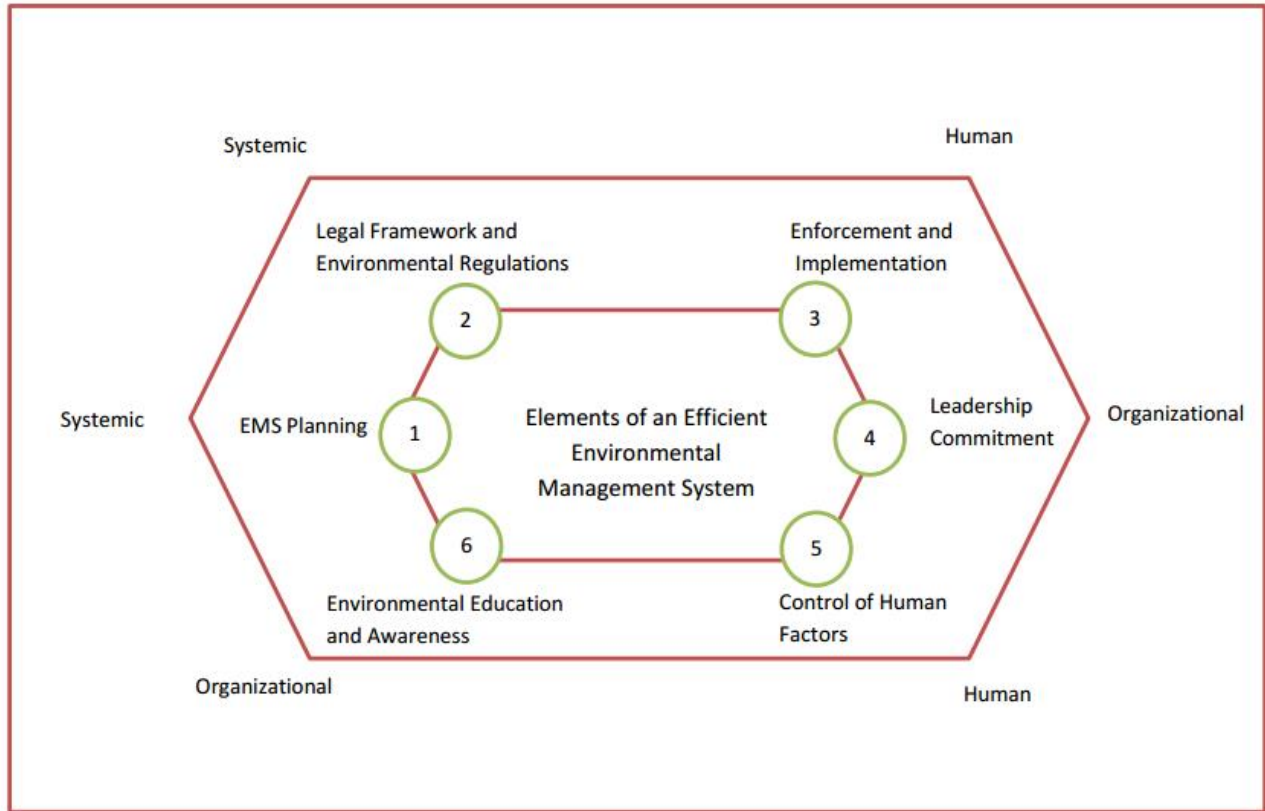 Systemic
Human
Legal Framework and
Environmental Regulations
Enforcement and
Implementation
2
3
Systemic
EMS Planning
1
Elements of an Efficient
Environmental
Management System
4
Leadership
Commitment
Organizational
6
5
Environmental Education
and Awareness
Control of Human
Factors
Organizational
Human